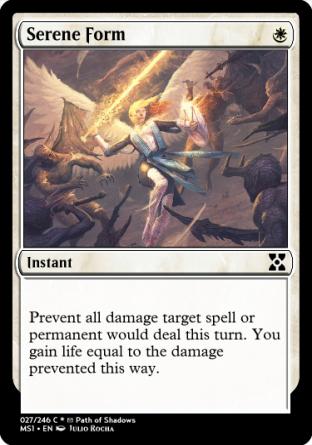 Serene Form
Instant
Prevent all damage target spell or
permanent would deal this turn. You
gain life equal to the damage
prevented this way.
027/246 C * ✉ Path of Shadows
MS1 • EN Julio Rocha